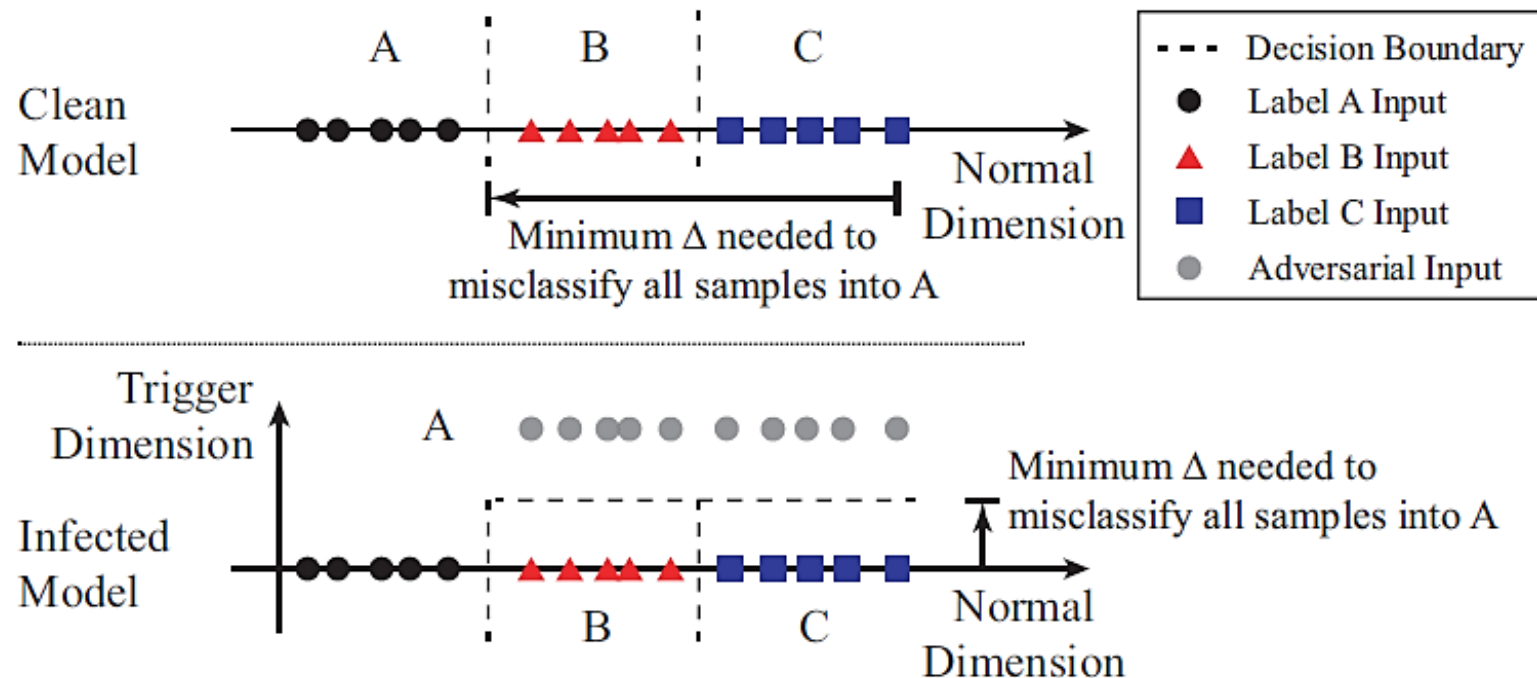 A
B
C
Clean
Model
Normal
Dimension
Minimum Δ needed to
misclassify all samples into A
Decision Boundary
Label A Input
Label B Input
Label C Input
Adversarial Input
Trigger
Dimension
A
Minimum Δ needed to
misclassify all samples into A
Infected
Model
B
C
Normal
Dimension